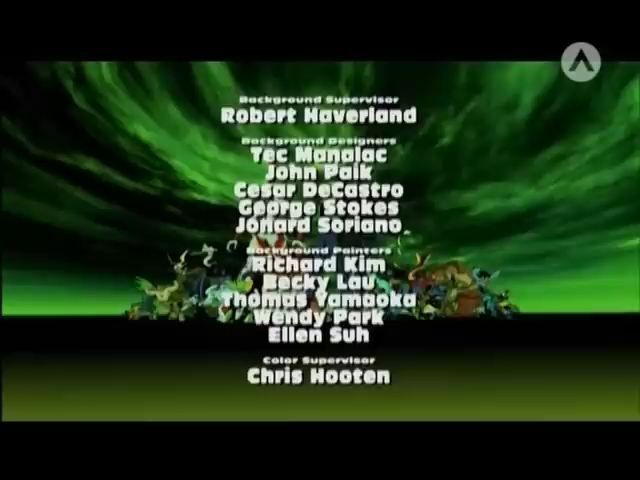 Background Supervisor
Robert Haverland
Background Designers
Tec Manalac
John Paik
Cesar DeCastro
George Stokes
Jonard Soriano
Background Painters
Richard Kim
Becky Lau
Thomas Yamaoka
Wendy Park
Ellen Suh
Color Supervisor
Chris Hooten